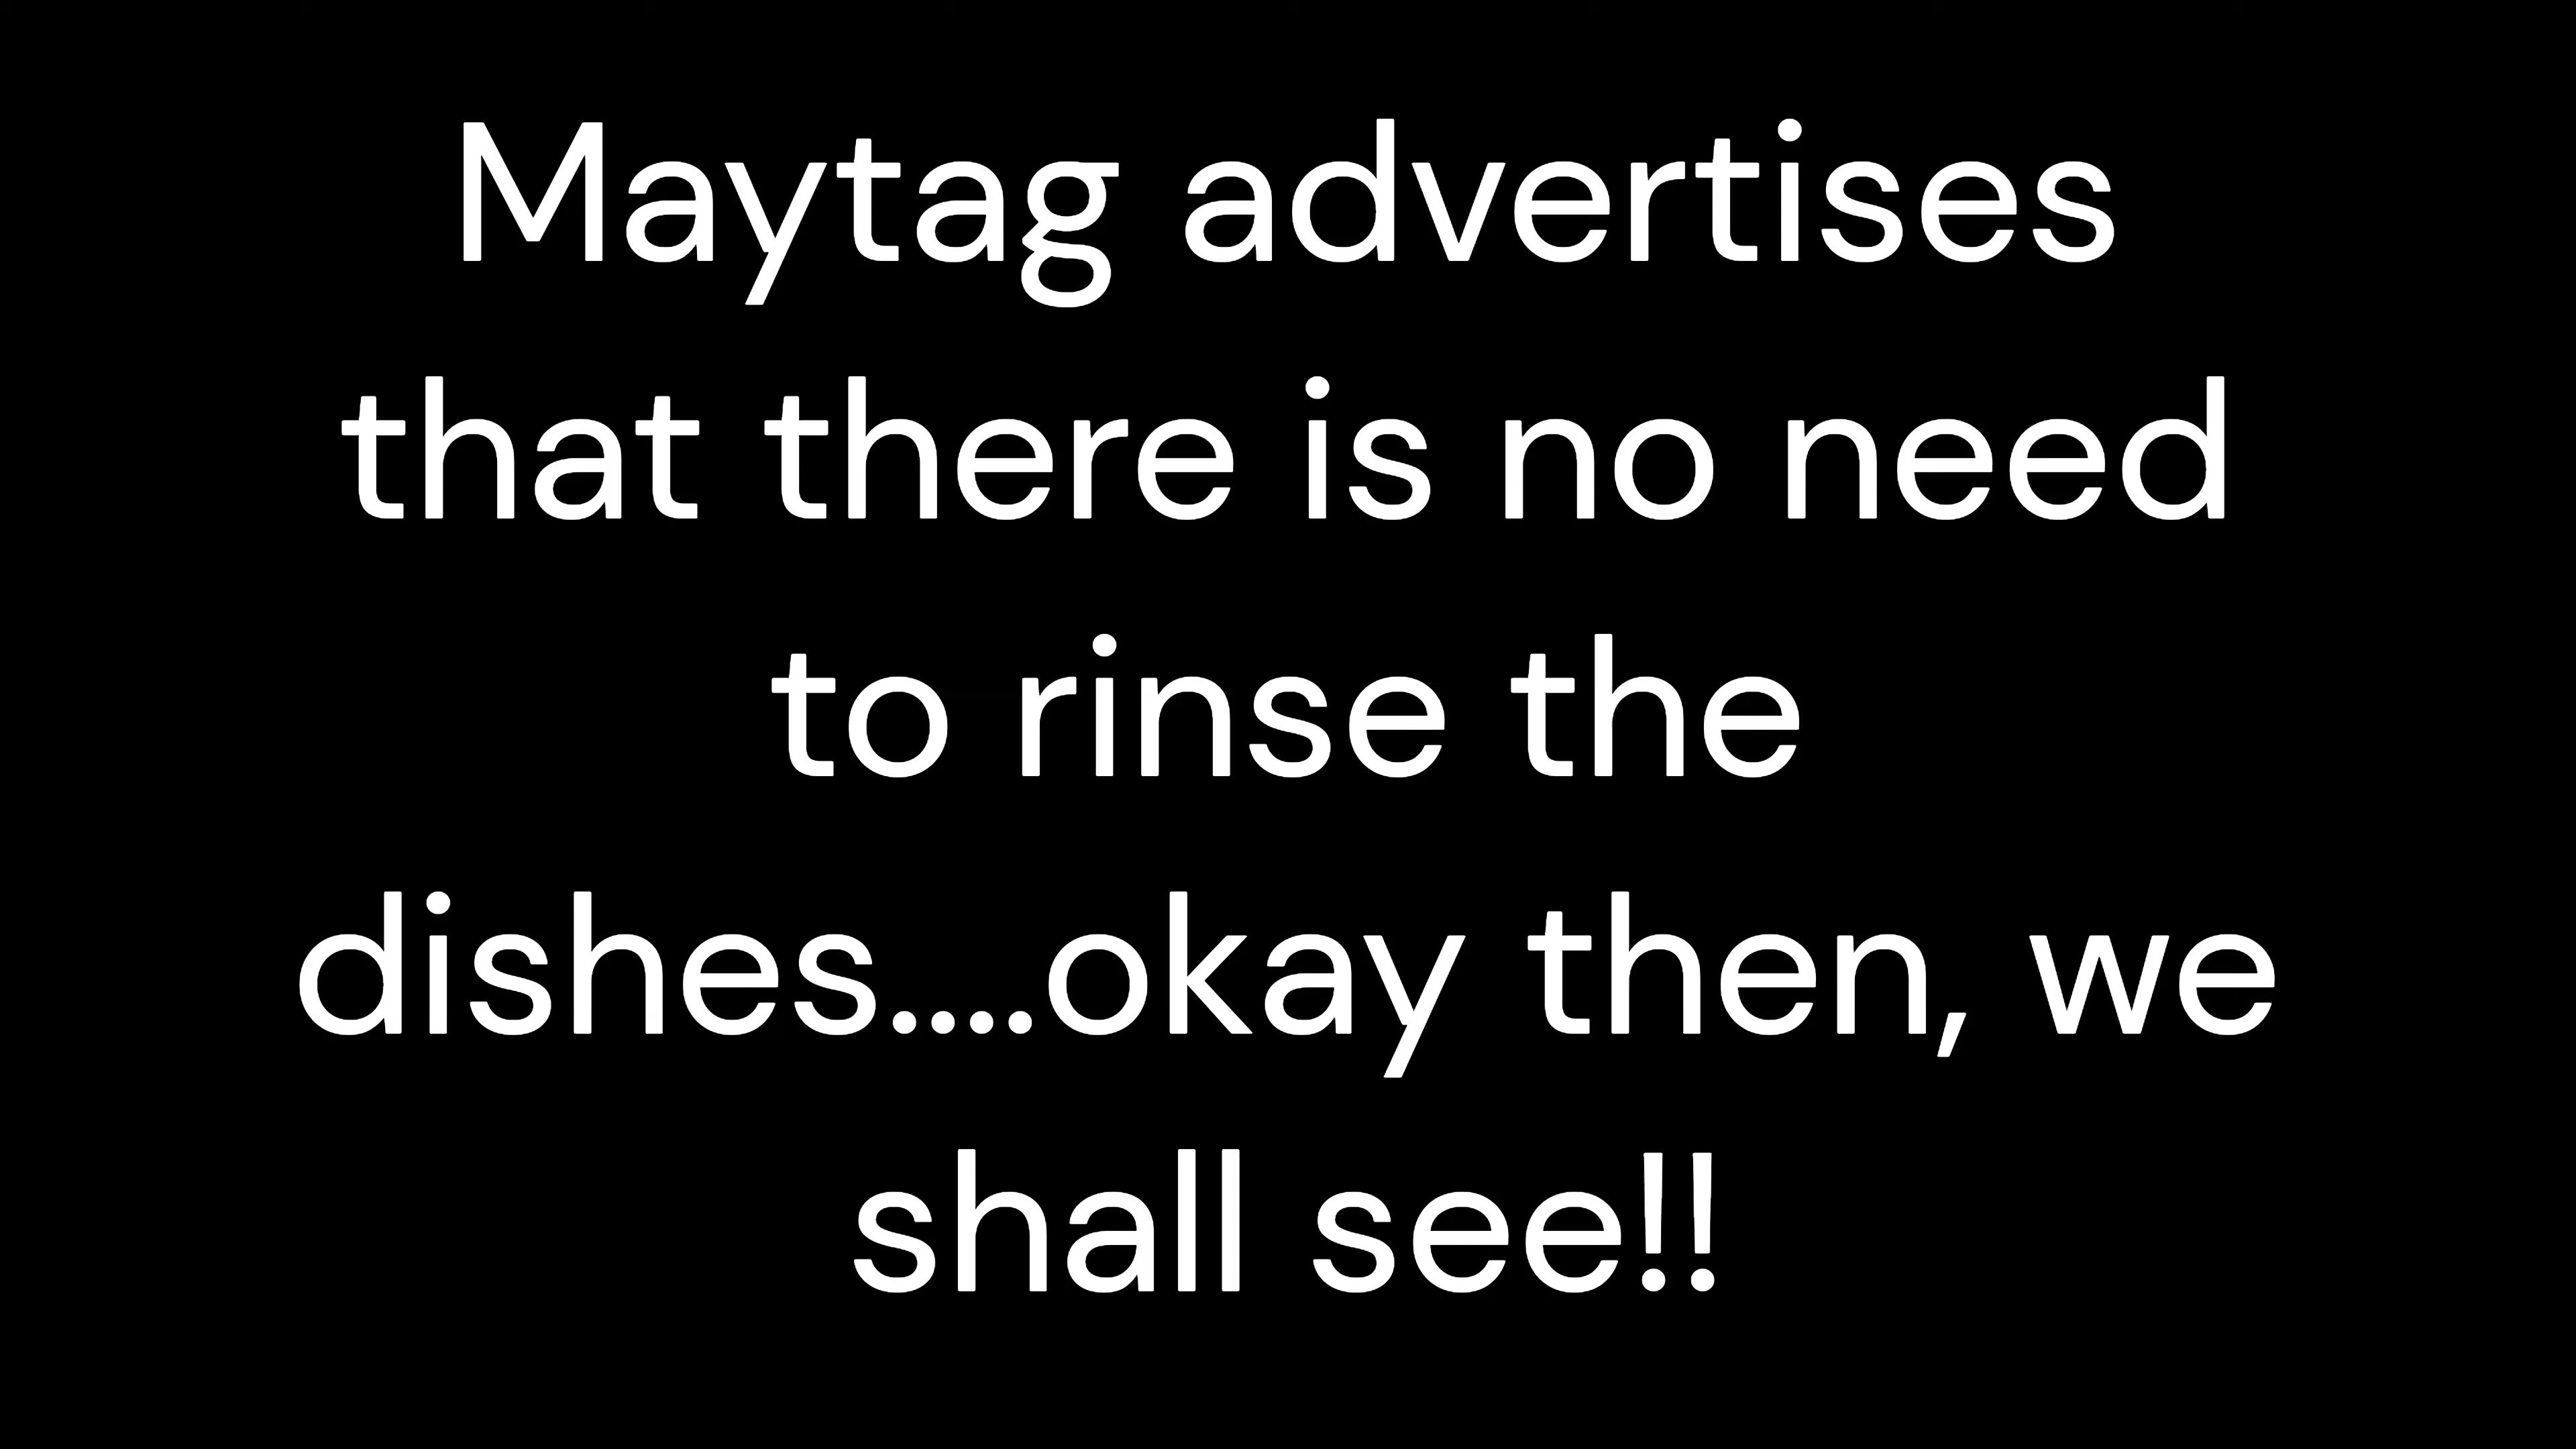 Maytag advertises
that there is no need
to rinse the
dishes....okay then, we
shall see!!